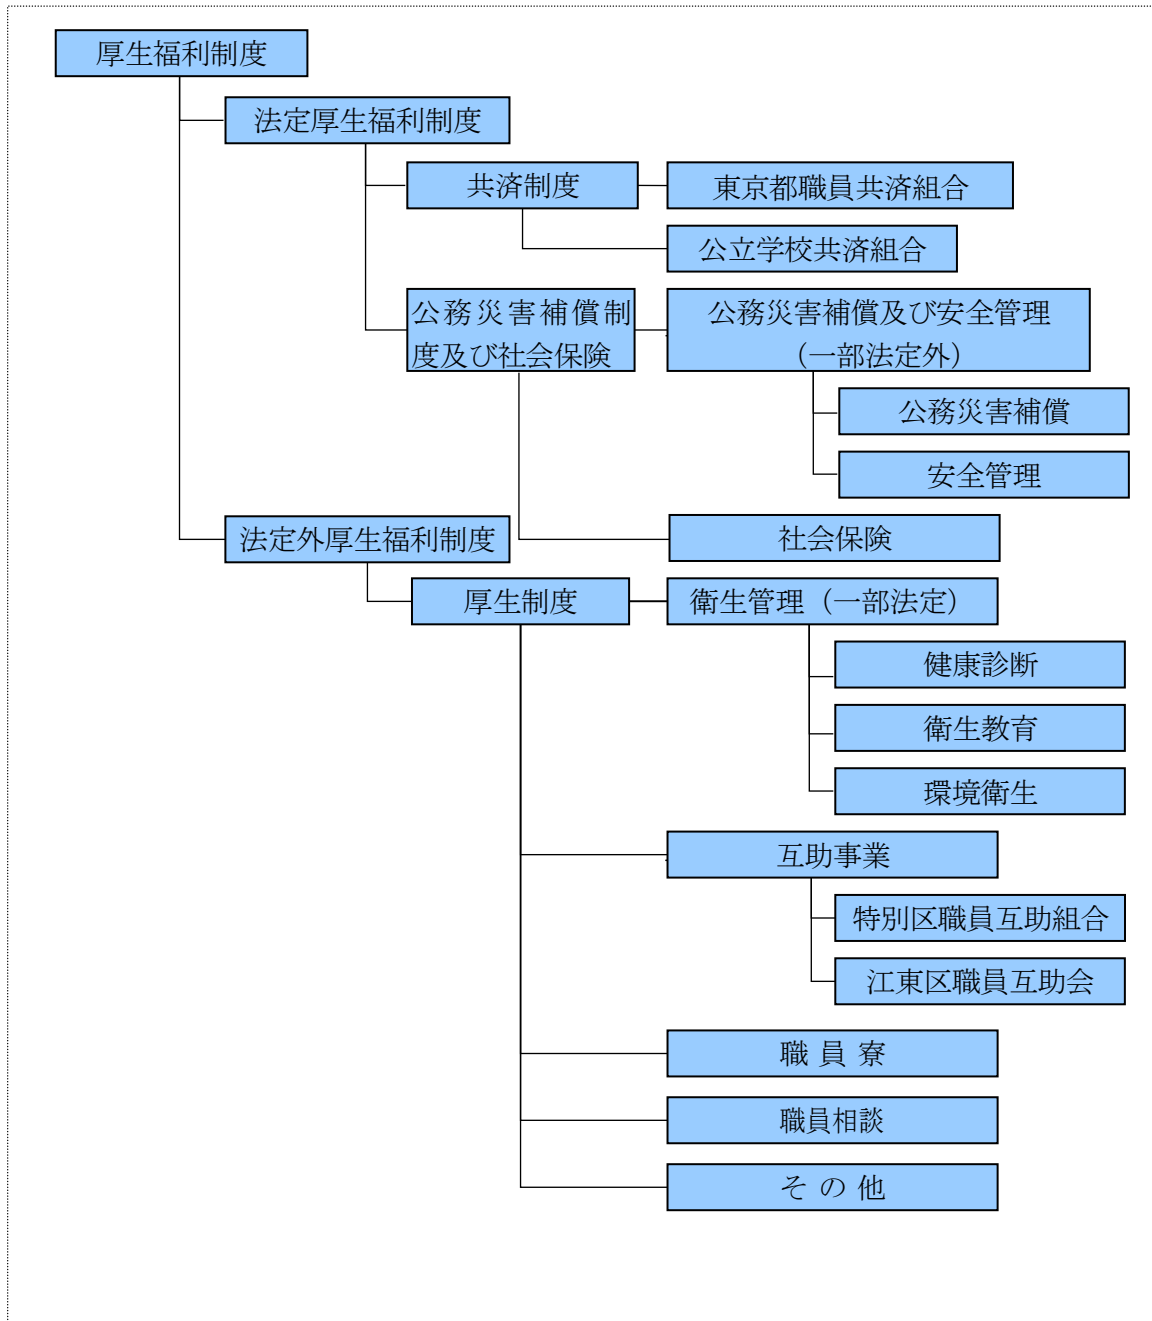 厚生福利制度
法定厚生福利制度
共済制度
東京都職員共済組合
公立学校共済組合
公務災害補償制
度及び社会保険
公務災害補償及び安全管理
（一部法定外）
公務災害補償
安全管理
法定外厚生福利制度
社会保険
厚生制度
衛生管理（一部法定）
健康診断
衛生教育
環境衛生
互助事業
特別区職員互助組合
江東区職員互助会
職 員 寮
職員相談
そ の 他